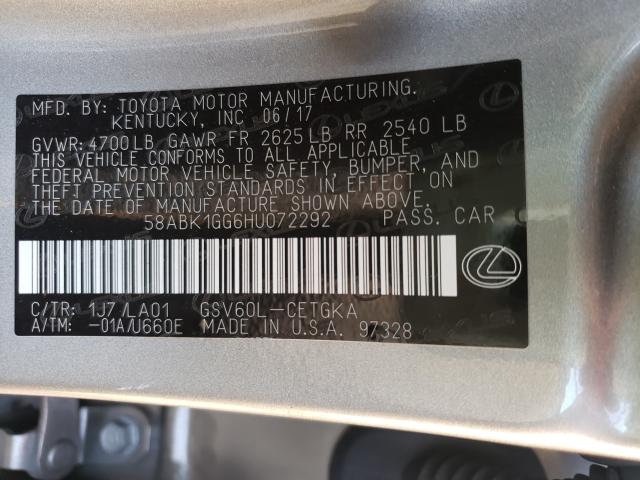 MFD. BY: TOYOTA MOTOR MANUFACTURING.
KENTUCKY, INC 06/17
GVWR: 4700LB GAWR FR 2625LB RR 2540 LB
THIS VEHICLE CONFORMS TO ALL APPLICABLE
FEDERAL MOTOR VEHICLE SAFETY, BUMPER, AND
THEFT PREVENTION STANDARDS IN EFFECT ON
THE DATE OF MANUFACTURE SHOWN ABOVE.
58ABK1GG6HU072292 PASS. CAR
C/TR: 1J7/LA01 GSV60L-CETGKA
A/TM: -01A/U660E MADE IN U.S.A. 97328